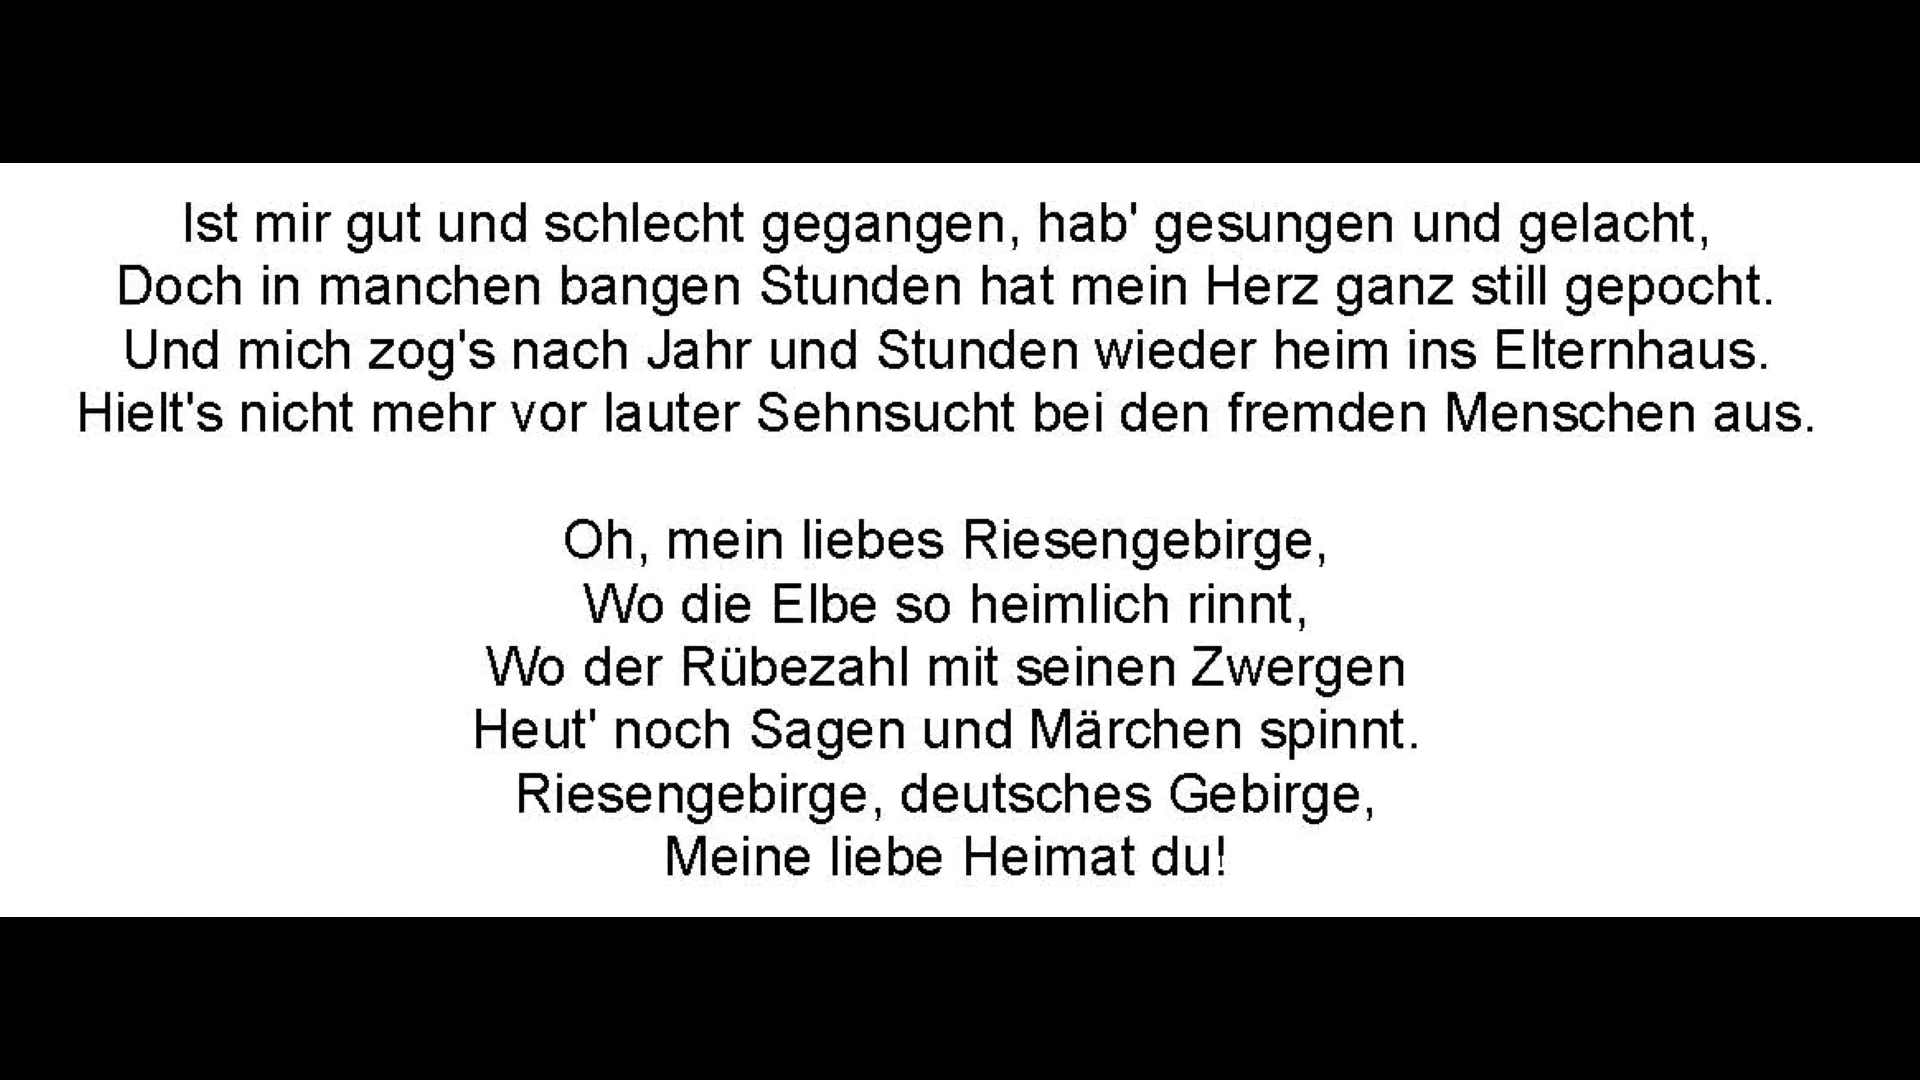 Ist mir gut und schlecht gegangen, hab' gesungen und gelacht,
Doch in manchen bangen Stunden hat mein Herz ganz still gepocht.
Und mich zog's nach Jahr und Stunden wieder heim ins Elternhaus.
Hielt's nicht mehr vor lauter Sehnsucht bei den fremden Menschen aus.
Oh, mein liebes Riesengebirge,
Wo die Elbe so heimlich rinnt,
Wo der Rübezahl mit seinen Zwergen
Heut' noch Sagen und Märchen spinnt.
Riesengebirge, deutsches Gebirge,
Meine liebe Heimat du!